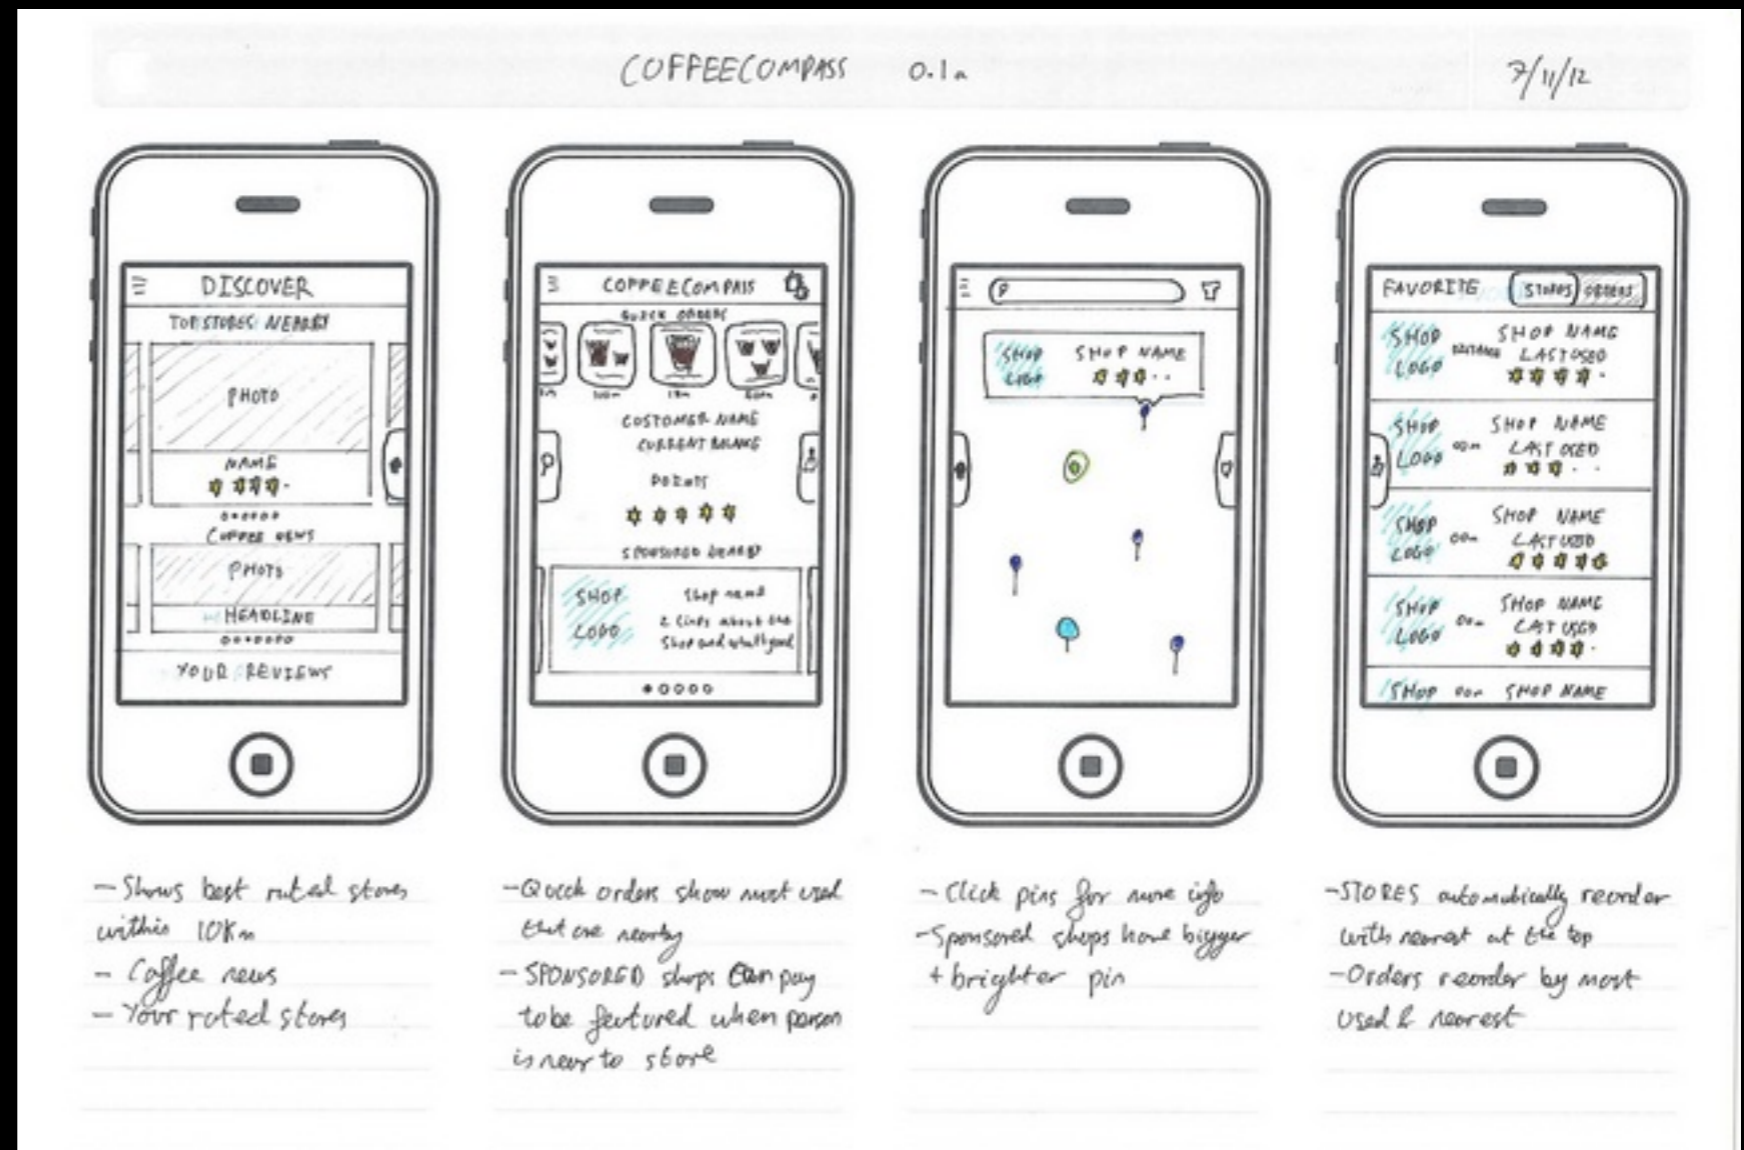 COFFEECOMPASS 0.1a 7/11/12
DISCOVER
TOP STORES NEARBY
PHOTO
NAME
COFFEE NEWS
PHOTO
HEADLINE
YOUR REVIEWS
- Shows best rated stores
within 10Km
- Coffee news
- Your rated stores
COFFEECOMPASS
QUICK ORDERS
CUSTOMER NAME
CURRENT BALANCE
POINTS
SPONSORED NEARBY
SHOP
LOGO
Shop name
2 lines about the
Shop and what's good
- Quick orders show most used
that are nearby
- SPONSORED shops can pay
to be featured when person
is near to store
SHOP
LOGO
SHOP NAME
- Click pins for more info
- Sponsored shops have bigger
+ brighter pin
FAVORITE STORES ORDERS
SHOP
LOGO
DISTANCE
SHOP NAME
LAST USED
SHOP
LOGO
SHOP NAME
LAST USED
SHOP
LOGO
SHOP NAME
LAST USED
SHOP
LOGO
SHOP NAME
LAST USED
SHOP
SHOP NAME
- STORES automatically reorder
with nearest at the top
- Orders reorder by most
used & nearest